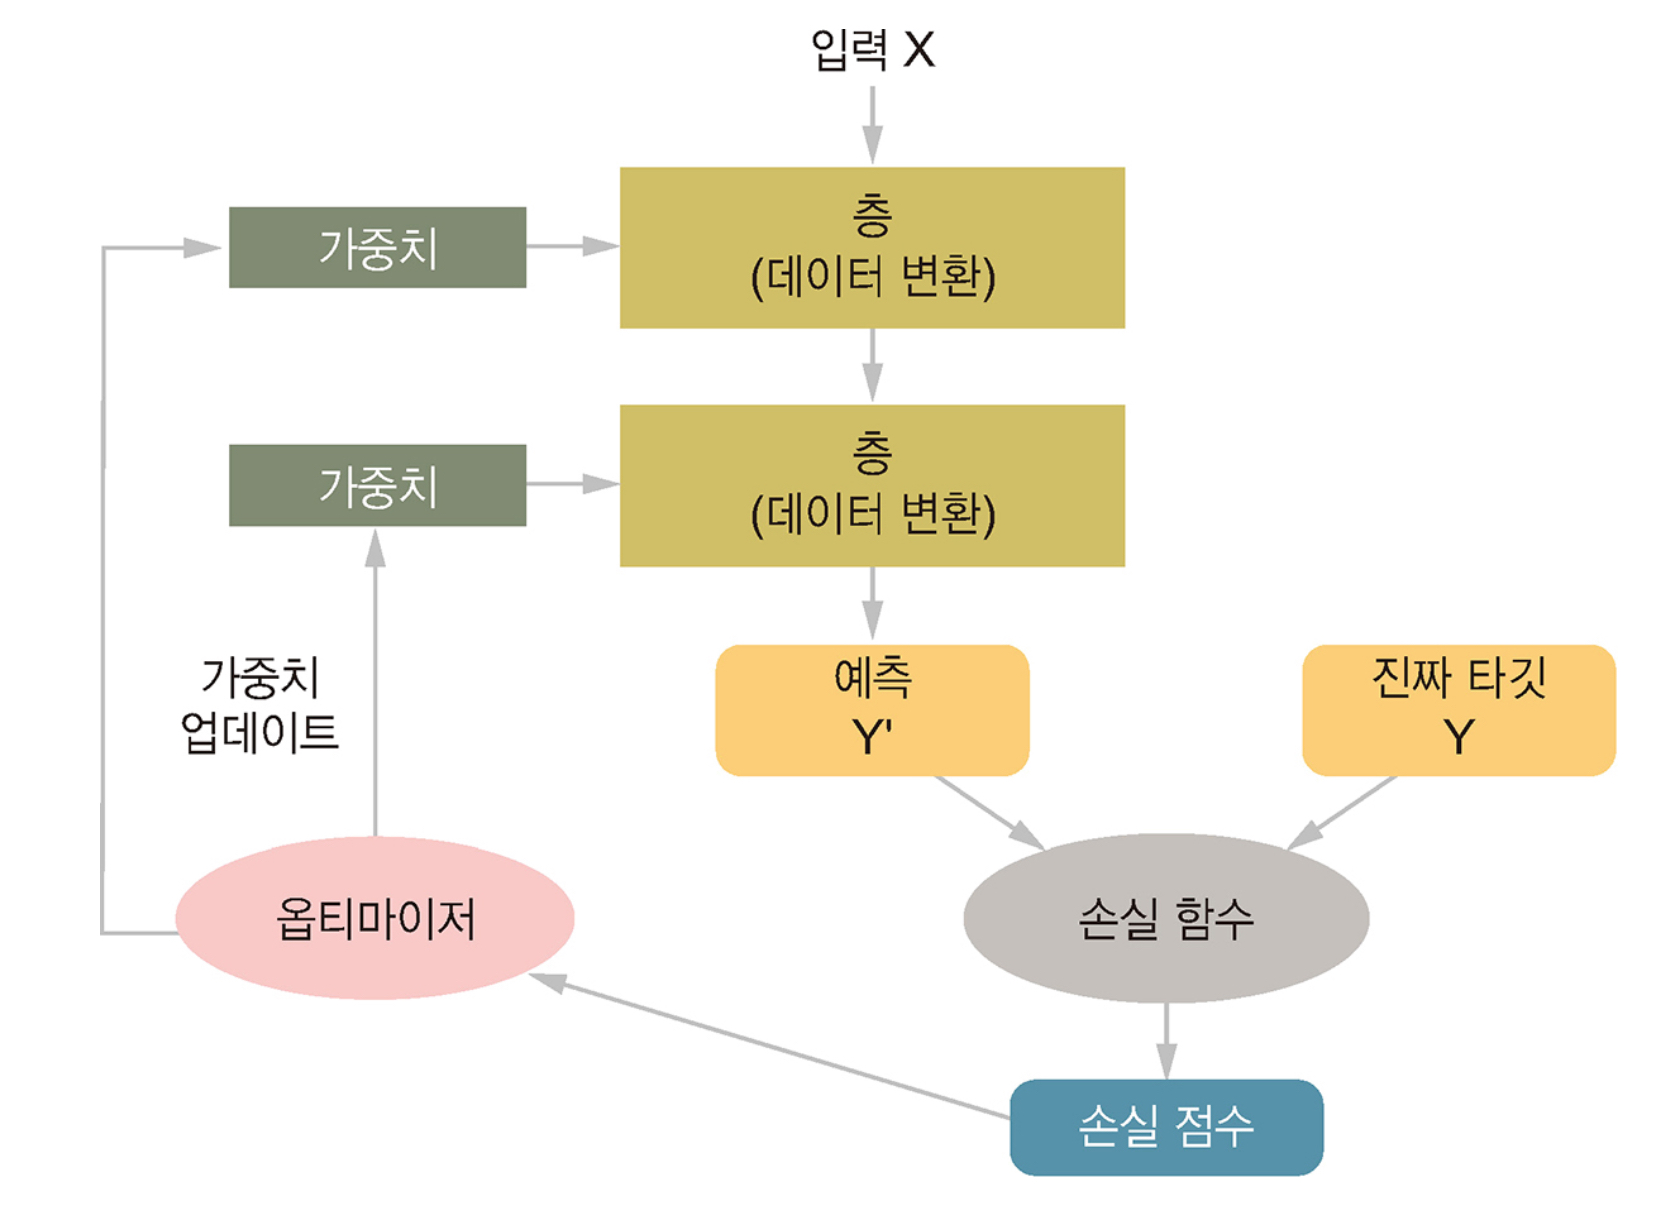 입력 X
가중치
층
(데이터 변환)
가중치
층
(데이터 변환)
가중치
업데이트
예측
Y'
진짜 타깃
Y
옵티마이저
손실 함수
손실 점수